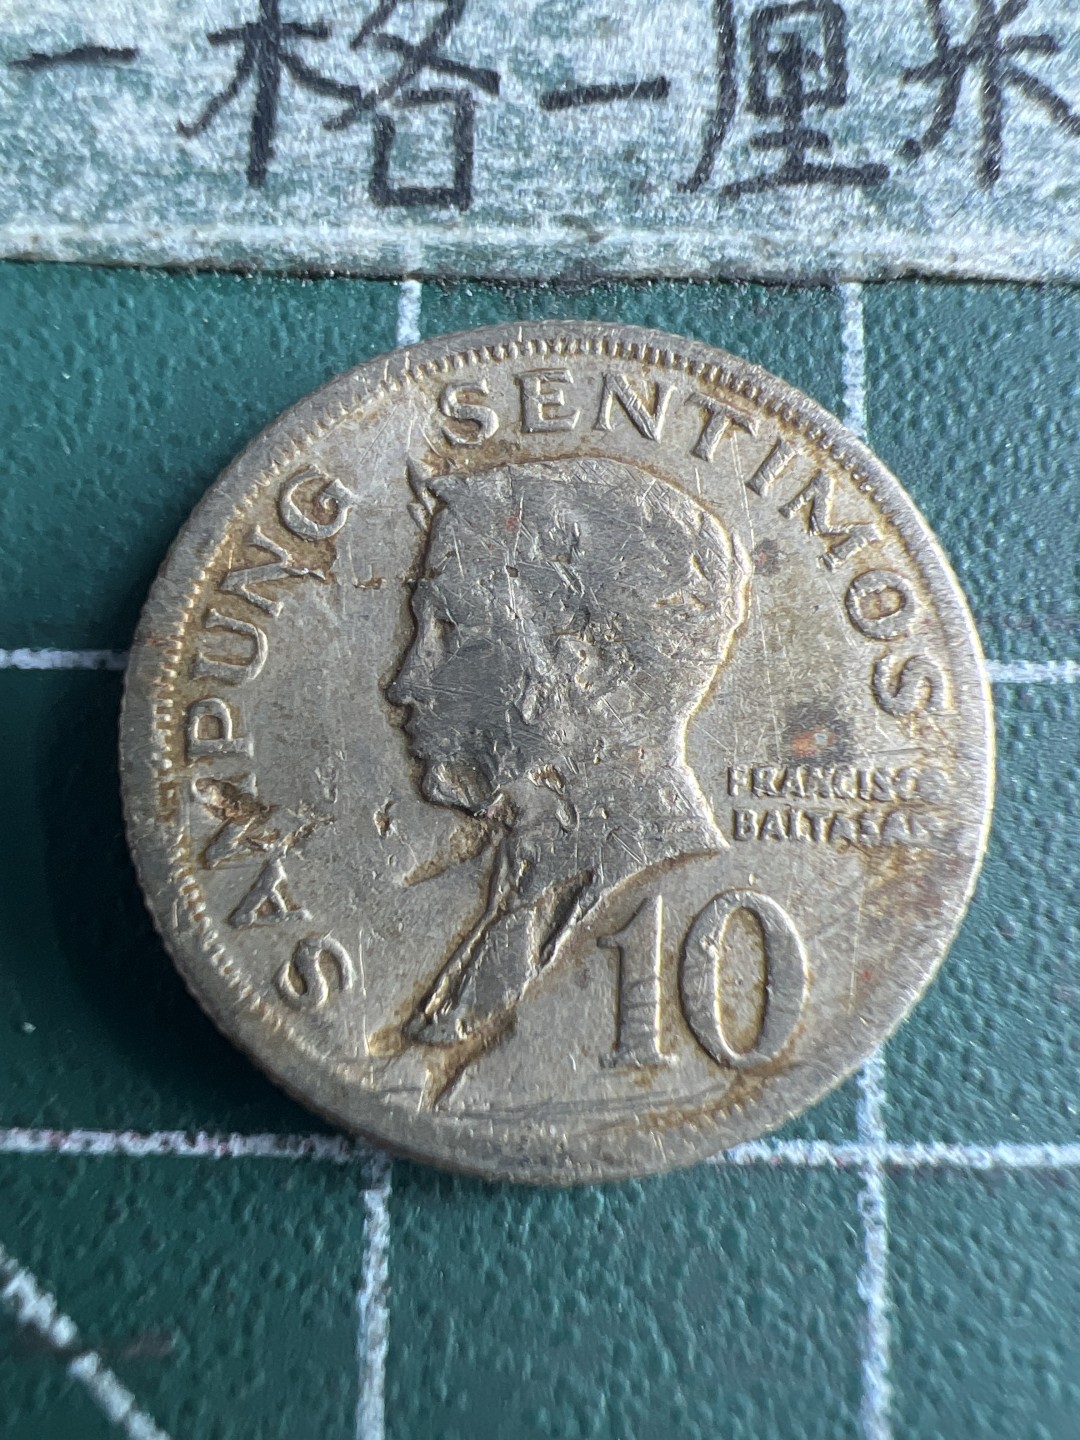 一格一厘米
SAMPUNG SENTIMOS
FRANCISCO
BALTASAR
10